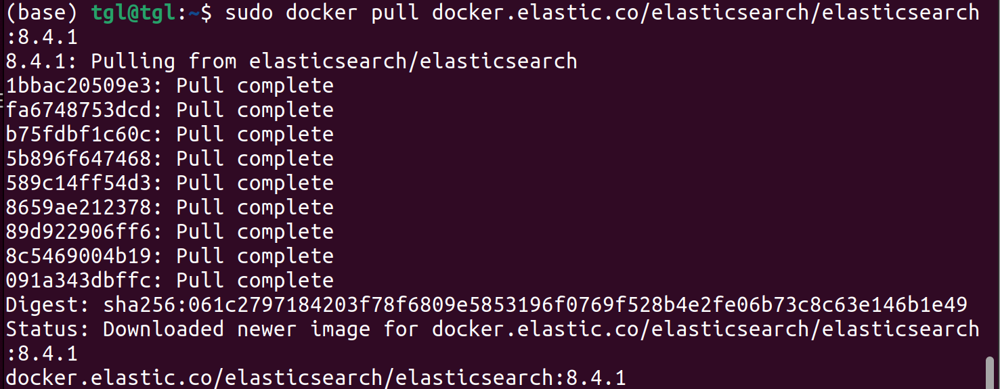 (base) tgl@tgl:~$ sudo docker pull docker.elastic.co/elasticsearch/elasticsearch
:8.4.1
8.4.1: Pulling from elasticsearch/elasticsearch
1bbac20509e3: Pull complete
fa6748753dcd: Pull complete
b75fdbf1c60c: Pull complete
5b896f647468: Pull complete
589c14ff54d3: Pull complete
8659ae212378: Pull complete
89d922906ff6: Pull complete
8c5469004b19: Pull complete
091a343dbffc: Pull complete
Digest: sha256:061c2797184203f78f6809e5853196f0769f528b4e2fe06b73c8c63e146b1e49
Status: Downloaded newer image for docker.elastic.co/elasticsearch/elasticsearch
:8.4.1
docker.elastic.co/elasticsearch/elasticsearch:8.4.1